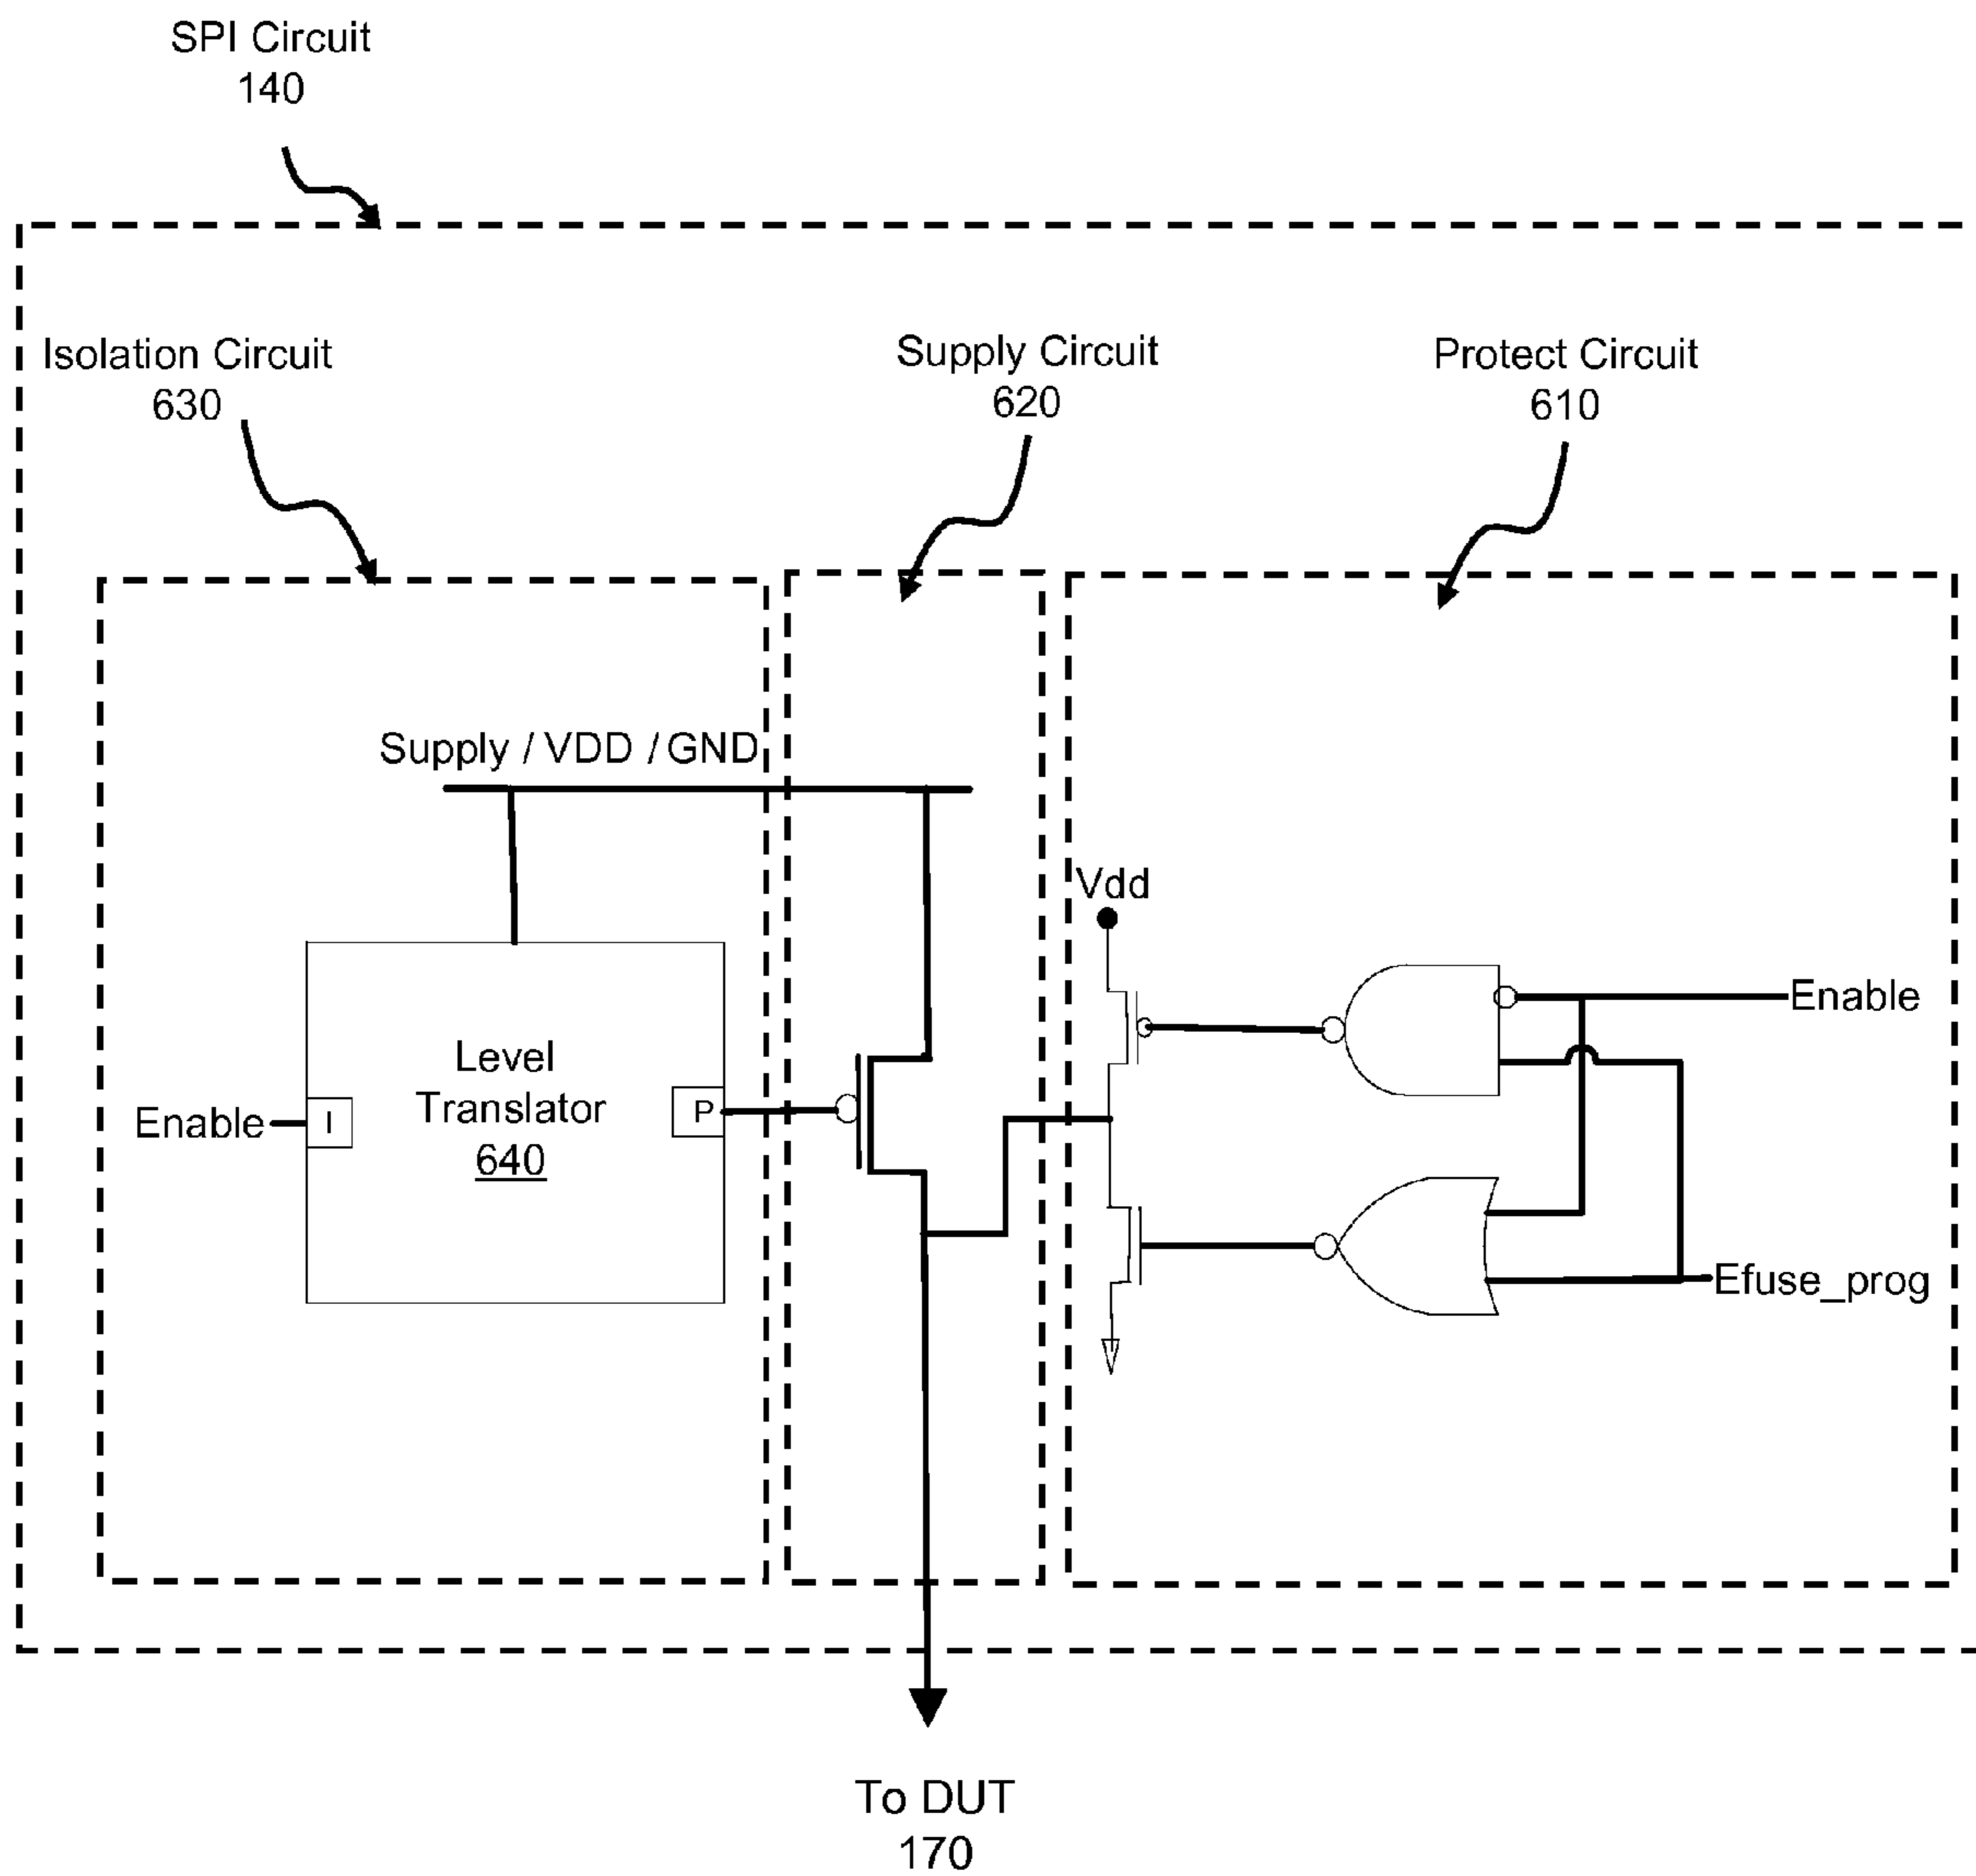 SPI Circuit
140
Isolation Circuit
630
Supply Circuit
620
Protect Circuit
610
Supply / VDD / GND
Vdd
Enable
Level
Translator
640
Enable
I
P
Efuse_prog
To DUT
170